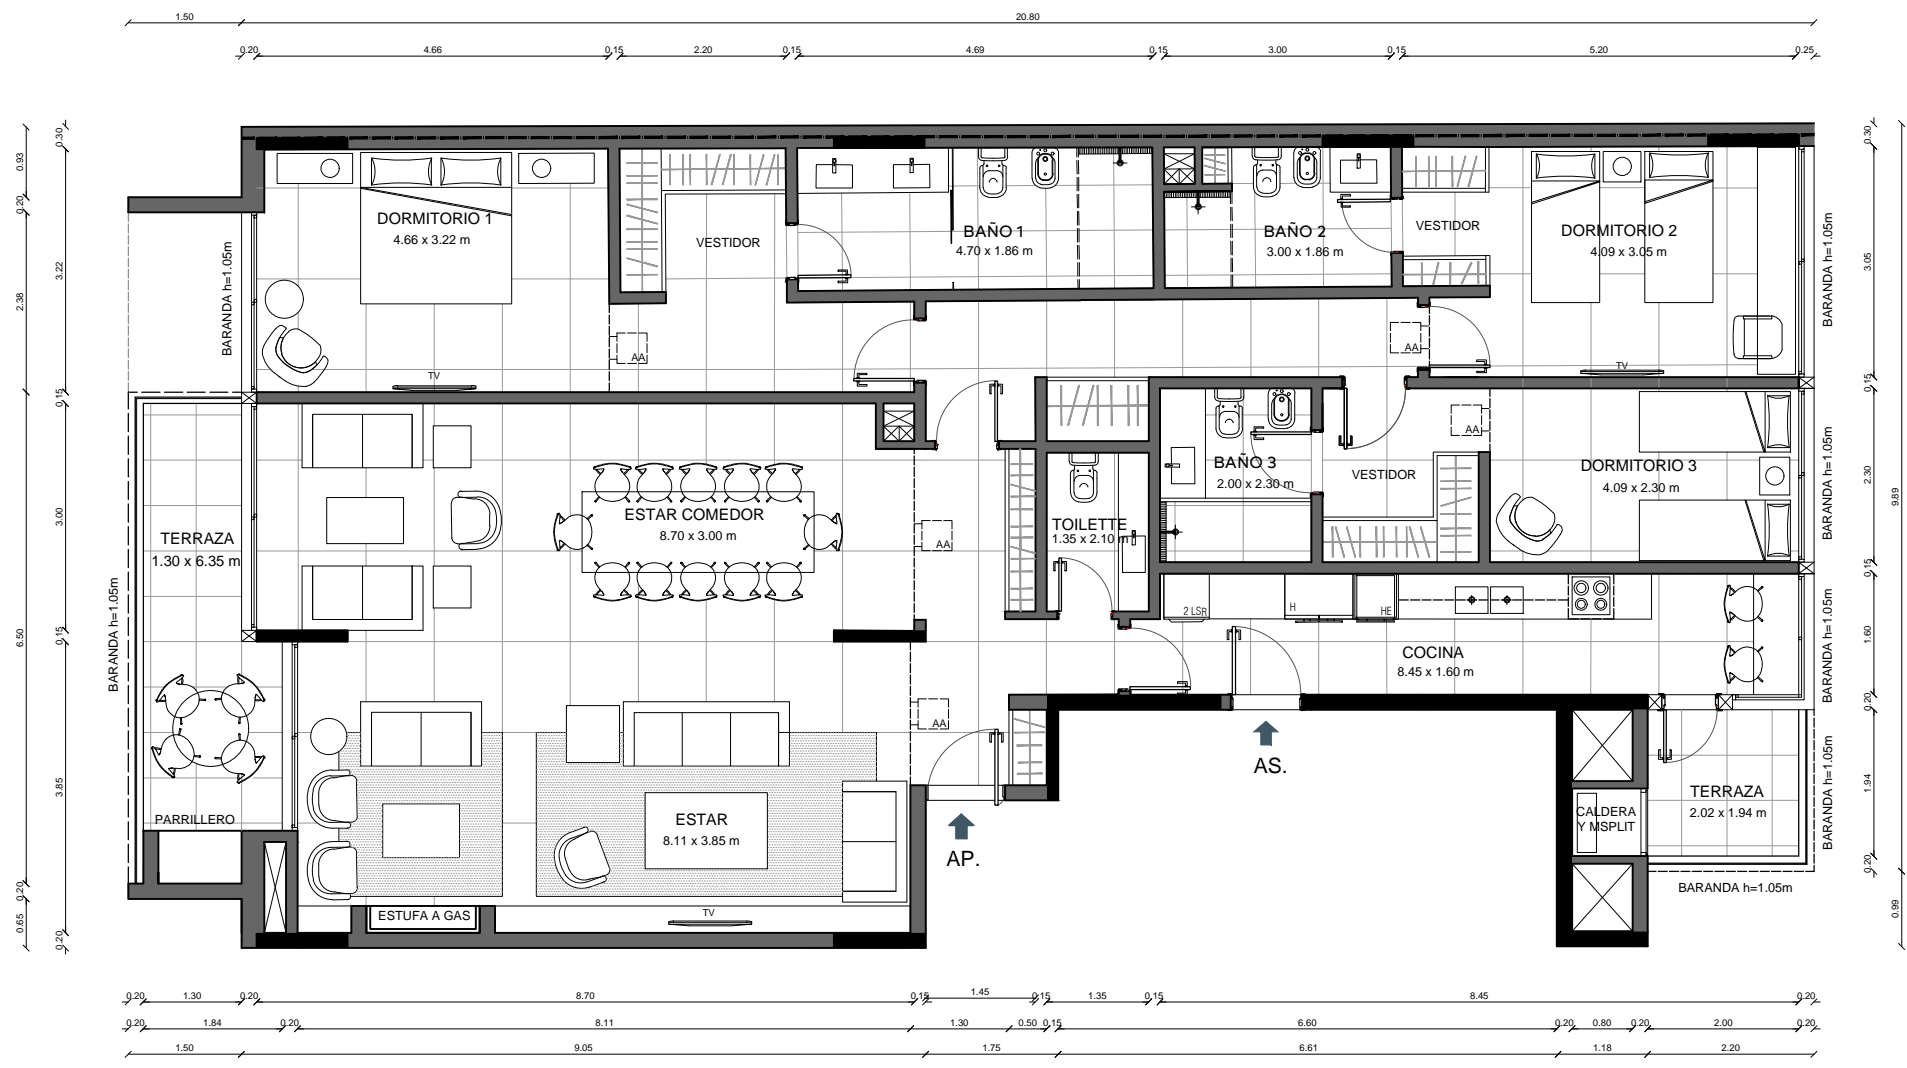 1.50
20.80
0.20
4.66
0.15
2.20
0.15
4.69
0.15
3.00
0.15
5.20
0.25
0.30
0.93
0.20
2.38
3.22
0.15
3.00
6.50
0.15
3.85
0.20
0.65
0.20
DORMITORIO 1
4.66 x 3.22 m
BARANDA h=1.05m
TV
VESTIDOR
AA
BAÑO 1
4.70 x 1.86 m
BAÑO 2
3.00 x 1.86 m
VESTIDOR
AA
DORMITORIO 2
4.09 x 3.05 m
TV
BARANDA h=1.05m
0.30
3.05
0.15
2.30
9.89
0.15
1.60
0.20
1.94
0.20
0.99
TERRAZA
1.30 x 6.35 m
BARANDA h=1.05m
ESTAR COMEDOR
8.70 x 3.00 m
AA
TOILETTE
1.35 x 2.10 m
BAÑO 3
2.00 x 2.30 m
VESTIDOR
AA
DORMITORIO 3
4.09 x 2.30 m
BARANDA h=1.05m
2 LSR
H
HE
COCINA
8.45 x 1.60 m
BARANDA h=1.05m
AA
AS.
PARRILLERO
ESTAR
8.11 x 3.85 m
AP.
ESTUFA A GAS
TV
CALDERA
Y MSPLIT
TERRAZA
2.02 x 1.94 m
BARANDA h=1.05m
BARANDA h=1.05m
0.20
1.30
0.20
8.70
0.15
1.45
0.15
1.35
0.15
8.45
0.20
0.20
1.84
0.20
8.11
1.30
0.50
0.15
6.60
0.20
0.80
0.20
2.00
0.20
1.50
9.05
1.75
6.61
1.18
2.20